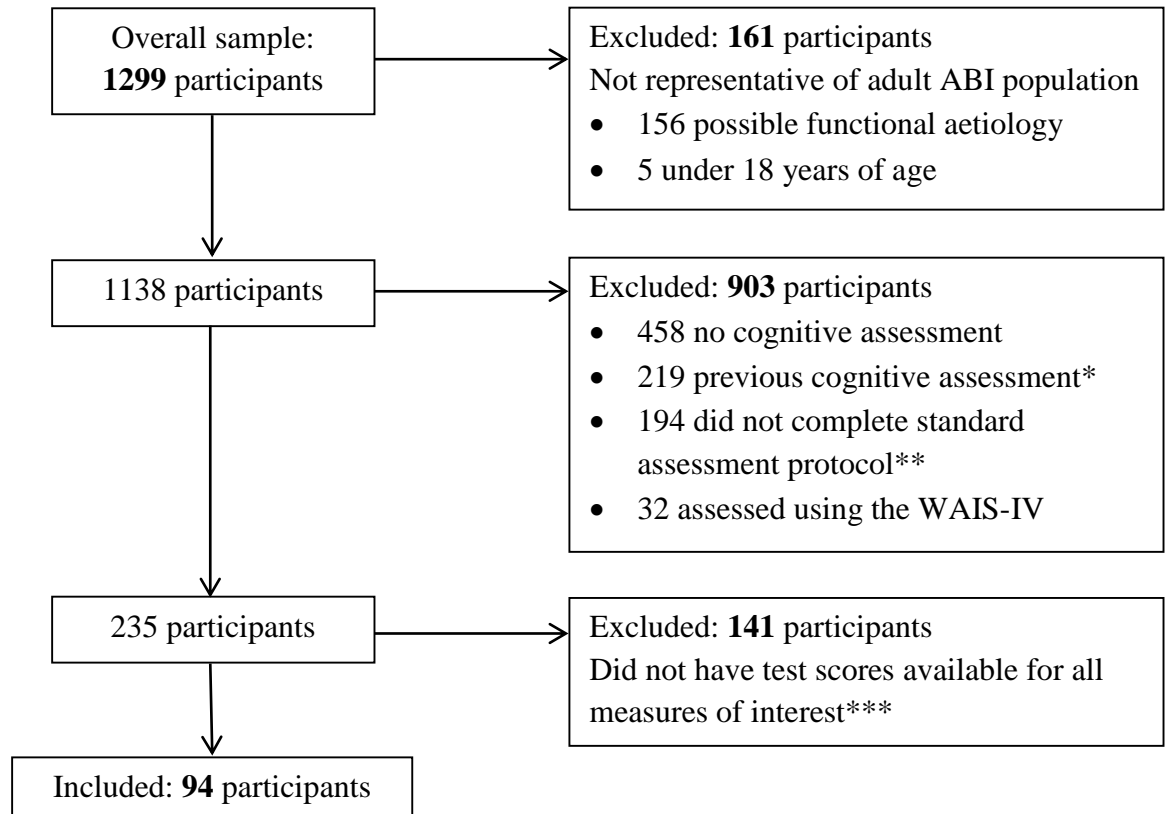 Overall sample:
1299 participants
Excluded: 161 participants
Not representative of adult ABI population
• 156 possible functional aetiology
• 5 under 18 years of age
1138 participants
Excluded: 903 participants
• 458 no cognitive assessment
• 219 previous cognitive assessment*
• 194 did not complete standard
assessment protocol**
• 32 assessed using the WAIS-IV
235 participants
Excluded: 141 participants
Did not have test scores available for all
measures of interest***
Included: 94 participants